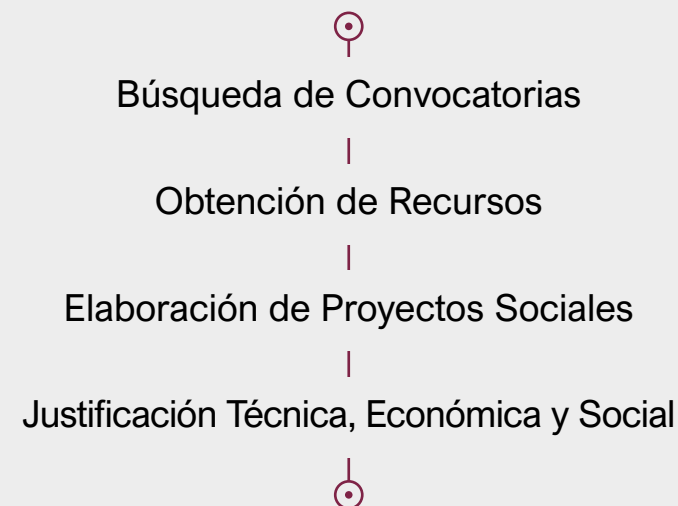 Búsqueda de Convocatorias
Obtención de Recursos
Elaboración de Proyectos Sociales
Justificación Técnica, Económica y Social